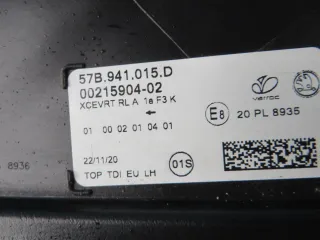 57B.941.015.D
00215904-02
XCEVRT RL A 1a F3 K
01 00 02 01 04 01
E8 20 PL 8935
8936
22/11/20 01S
TOP TDI EU LH